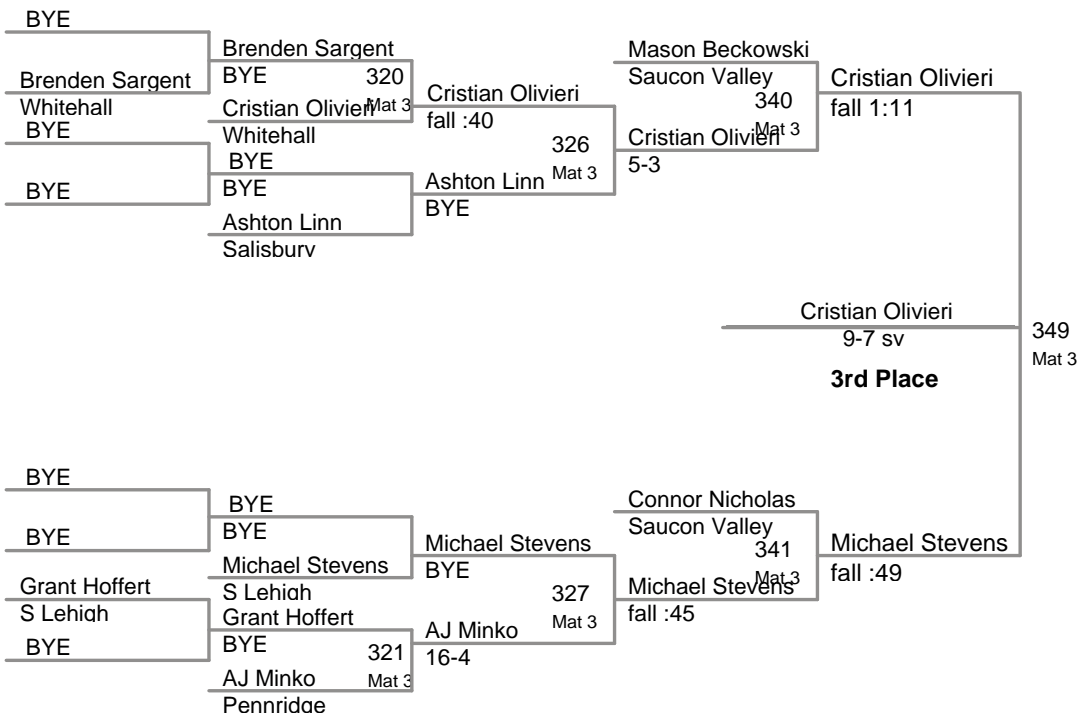 BYE
Brenden Sargent
Whitehall
BYE
BYE
Brenden Sargent
BYE
320
Mat 3
Cristian Olivieri
Whitehall
BYE
BYE
Ashton Linn
Salisbury
Cristian Olivieri
fall :40
326
Mat 3
Ashton Linn
BYE
Mason Beckowski
Saucon Valley
340
Mat 3
Cristian Olivieri
5-3
Cristian Olivieri
fall 1:11
Cristian Olivieri
9-7 sv
3rd Place
349
Mat 3
BYE
BYE
Grant Hoffert
S Lehigh
BYE
BYE
BYE
Michael Stevens
S Lehigh
Grant Hoffert
BYE
321
Mat 3
AJ Minko
Pennridge
Michael Stevens
BYE
327
Mat 3
AJ Minko
16-4
Connor Nicholas
Saucon Valley
341
Mat 3
Michael Stevens
fall :45
Michael Stevens
fall :49